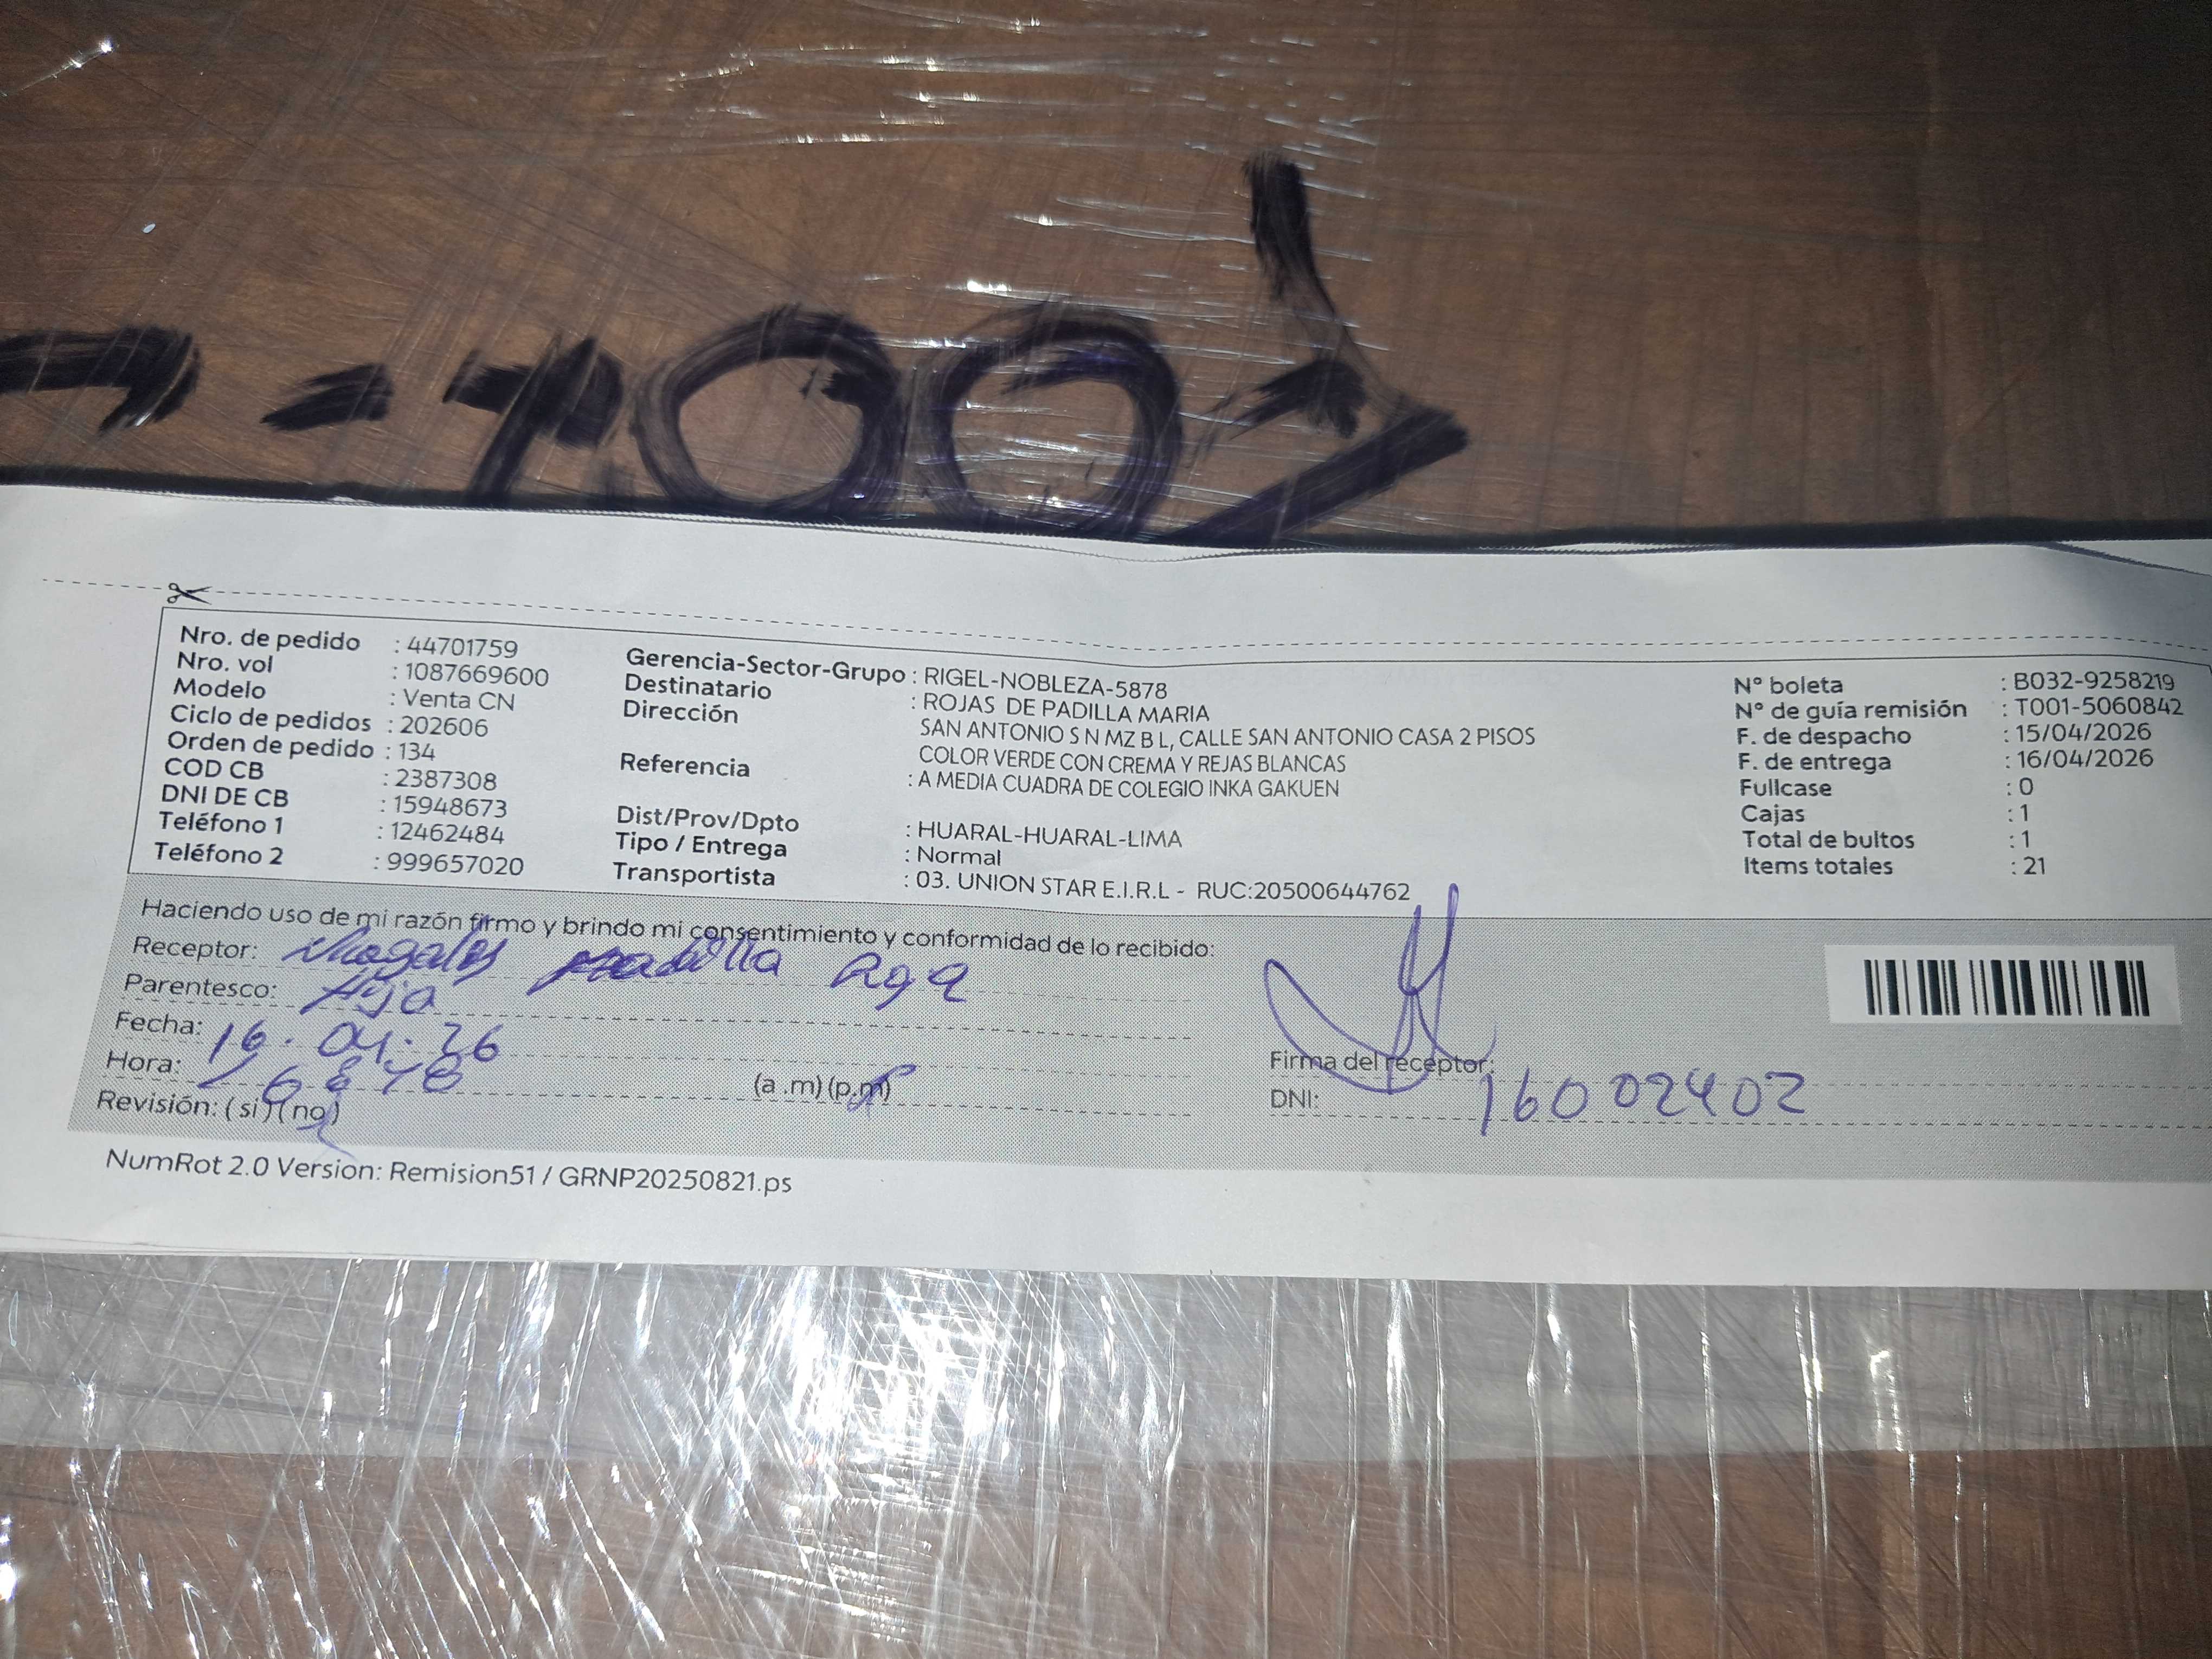 Nro. de pedido : 44701759
Nro. vol : 1087669600
Modelo : Venta CN
Ciclo de pedidos : 202606
Orden de pedido : 134
COD CB : 2387308
DNI DE CB : 15948673
Teléfono 1 : 12462484
Teléfono 2 : 999657020
Gerencia-Sector-Grupo : RIGEL-NOBLEZA-5878
Destinatario : ROJAS DE PADILLA MARIA
Dirección SAN ANTONIO S N MZ B L, CALLE SAN ANTONIO CASA 2 PISOS
COLOR VERDE CON CREMA Y REJAS BLANCAS
Referencia : A MEDIA CUADRA DE COLEGIO INKA GAKUEN
Dist/Prov/Dpto : HUARAL-HUARAL-LIMA
Tipo / Entrega : Normal
Transportista : 03. UNION STAR E.I.R.L - RUC:20500644762
N° boleta : B032-9258219
N° de guía remisión : T001-5060842
F. de despacho : 15/04/2026
F. de entrega : 16/04/2026
Fullcase : 0
Cajas : 1
Total de bultos : 1
Items totales : 21
Haciendo uso de mi razón firmo y brindo mi consentimiento y conformidad de lo recibido:
Receptor: padilla
Parentesco: Hija
Fecha: 16.04.26
Hora: (a .m) (p.m)
Revisión: (si) (no)
Firma del receptor:
DNI: 16002402
NumRot 2.0 Version: Remision51 / GRNP20250821.ps